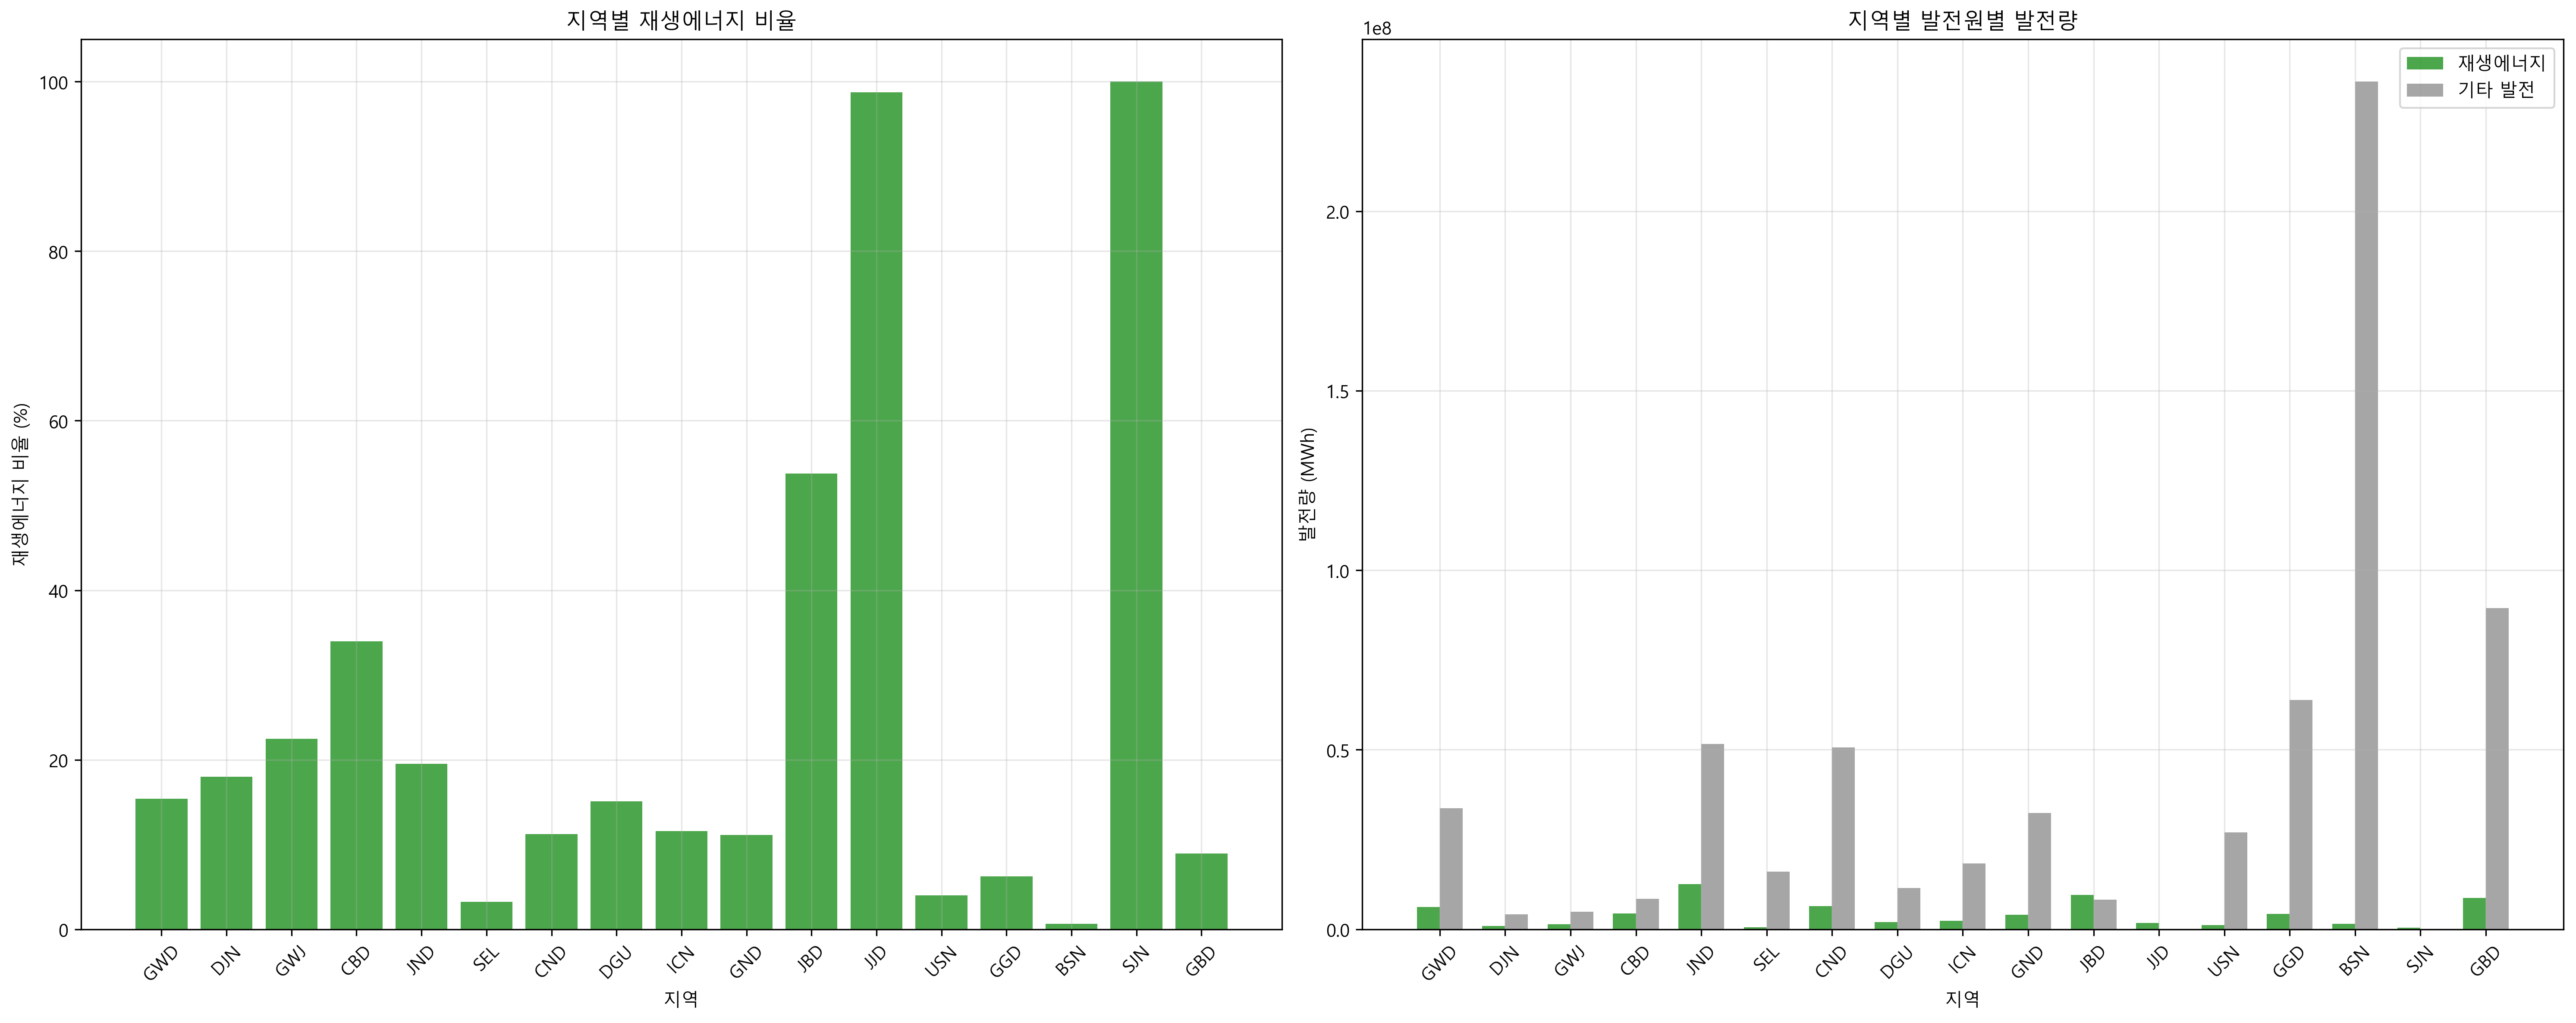 지역별 재생에너지 비율
재생에너지 비율 (%)
100
80
60
40
20
0
GWD DJN GWJ CBD JND SEL CND DGU ICN GND JBD JJD USN GGD BSN SJN GBD
지역
지역별 발전원별 발전량
1e8
재생에너지
기타 발전
발전량 (MWh)
2.0
1.5
1.0
0.5
0.0
GWD DJN GWJ CBD JND SEL CND DGU ICN GND JBD JJD USN GGD BSN SJN GBD
지역